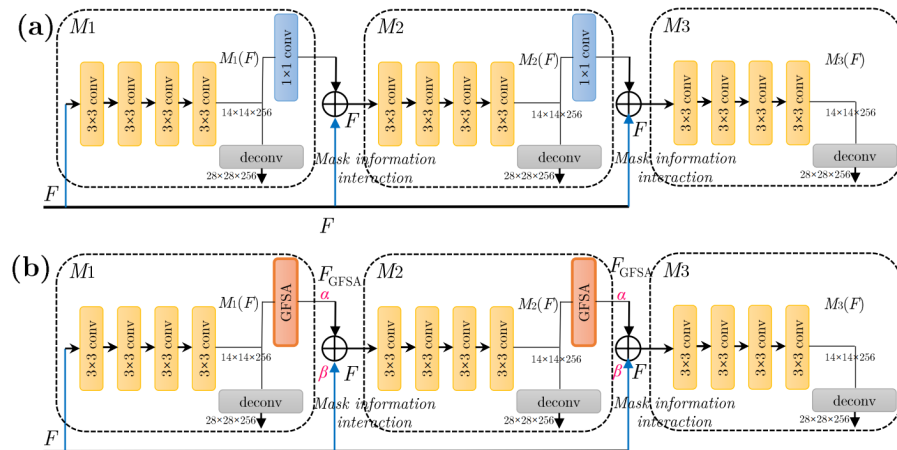 (a)
M1
3×3 conv
3×3 conv
3×3 conv
3×3 conv
M1(F)
14×14×256
1×1 conv
deconv
28×28×256
F
Mask information
interaction
M2
3×3 conv
3×3 conv
3×3 conv
3×3 conv
M2(F)
14×14×256
1×1 conv
deconv
28×28×256
F
Mask information
interaction
M3
3×3 conv
3×3 conv
3×3 conv
3×3 conv
M3(F)
14×14×256
deconv
28×28×256
F
F
(b)
M1
3×3 conv
3×3 conv
3×3 conv
3×3 conv
M1(F)
14×14×256
GFSA
deconv
28×28×256
FGFSA
α
β
F
Mask information
interaction
M2
3×3 conv
3×3 conv
3×3 conv
3×3 conv
M2(F)
14×14×256
GFSA
deconv
28×28×256
FGFSA
α
β
F
Mask information
interaction
M3
3×3 conv
3×3 conv
3×3 conv
3×3 conv
M3(F)
14×14×256
deconv
28×28×256
F